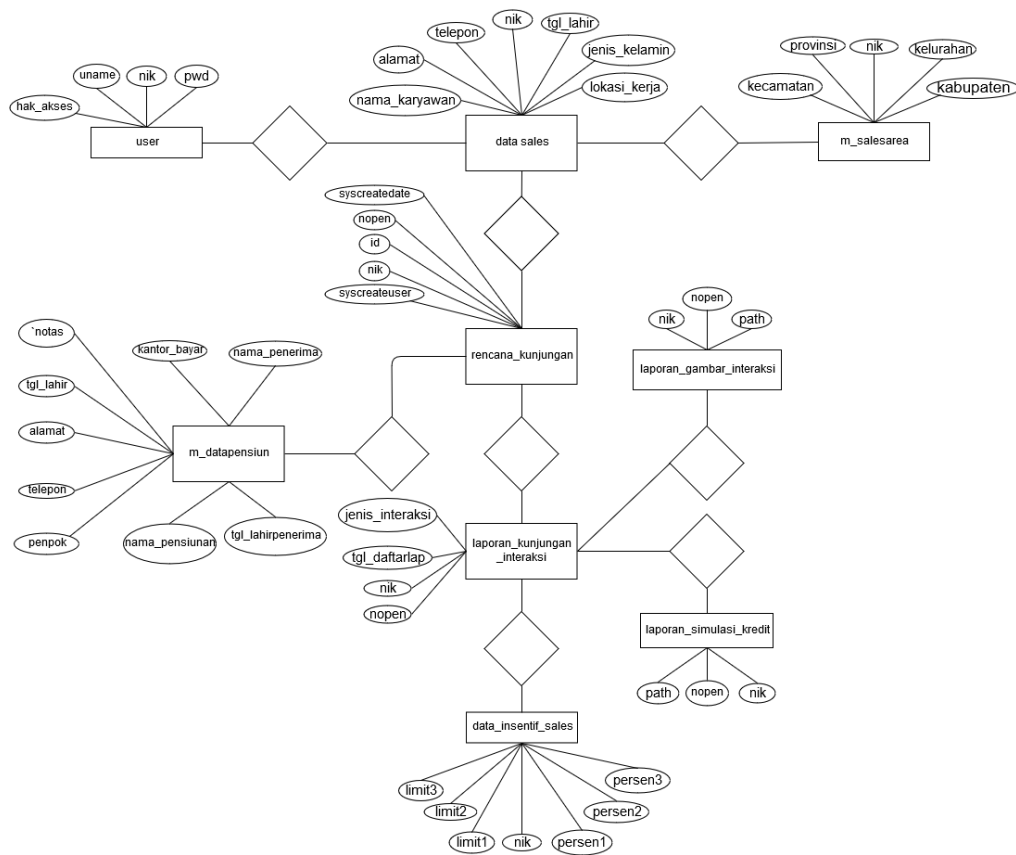 nik
tgl_lahir
telepon
jenis_kelamin
alamat
lokasi_kerja
nama_karyawan
provinsi
nik
kelurahan
kecamatan
kabupaten
uname
nik
pwd
hak_akses
user
data sales
m_salesarea
syscreatedate
nopen
id
nik
syscreateuser
rencana_kunjungan
nopen
nik
path
laporan_gambar_interaksi
`notas
kantor_bayar
nama_penerima
tgl_lahir
alamat
m_datapensiun
telepon
penpok
nama_pensiunan
tgl_lahirpenerima
jenis_interaksi
tgl_daftarlap
nik
nopen
laporan_kunjungan
_interaksi
laporan_simulasi_kredit
path
nopen
nik
data_insentif_sales
limit3
limit2
limit1
nik
persen1
persen2
persen3